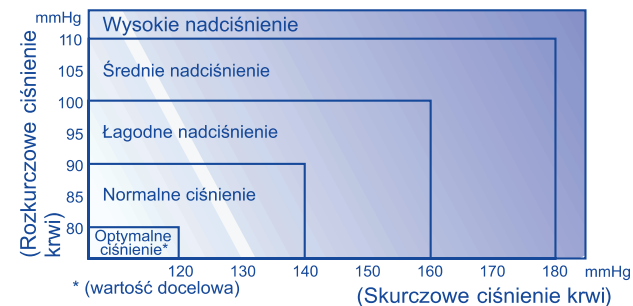 mmHg
Wysokie nadciśnienie
110
Średnie nadciśnienie
105
100
Łagodne nadciśnienie
95
90
Normalne ciśnienie
85
80
Optymalne
ciśnienie*
(Rozkurczowe ciśnienie
krwi)
120 130 140 150 160 170 180 mmHg
* (wartość docelowa)
(Skurczowe ciśnienie krwi)